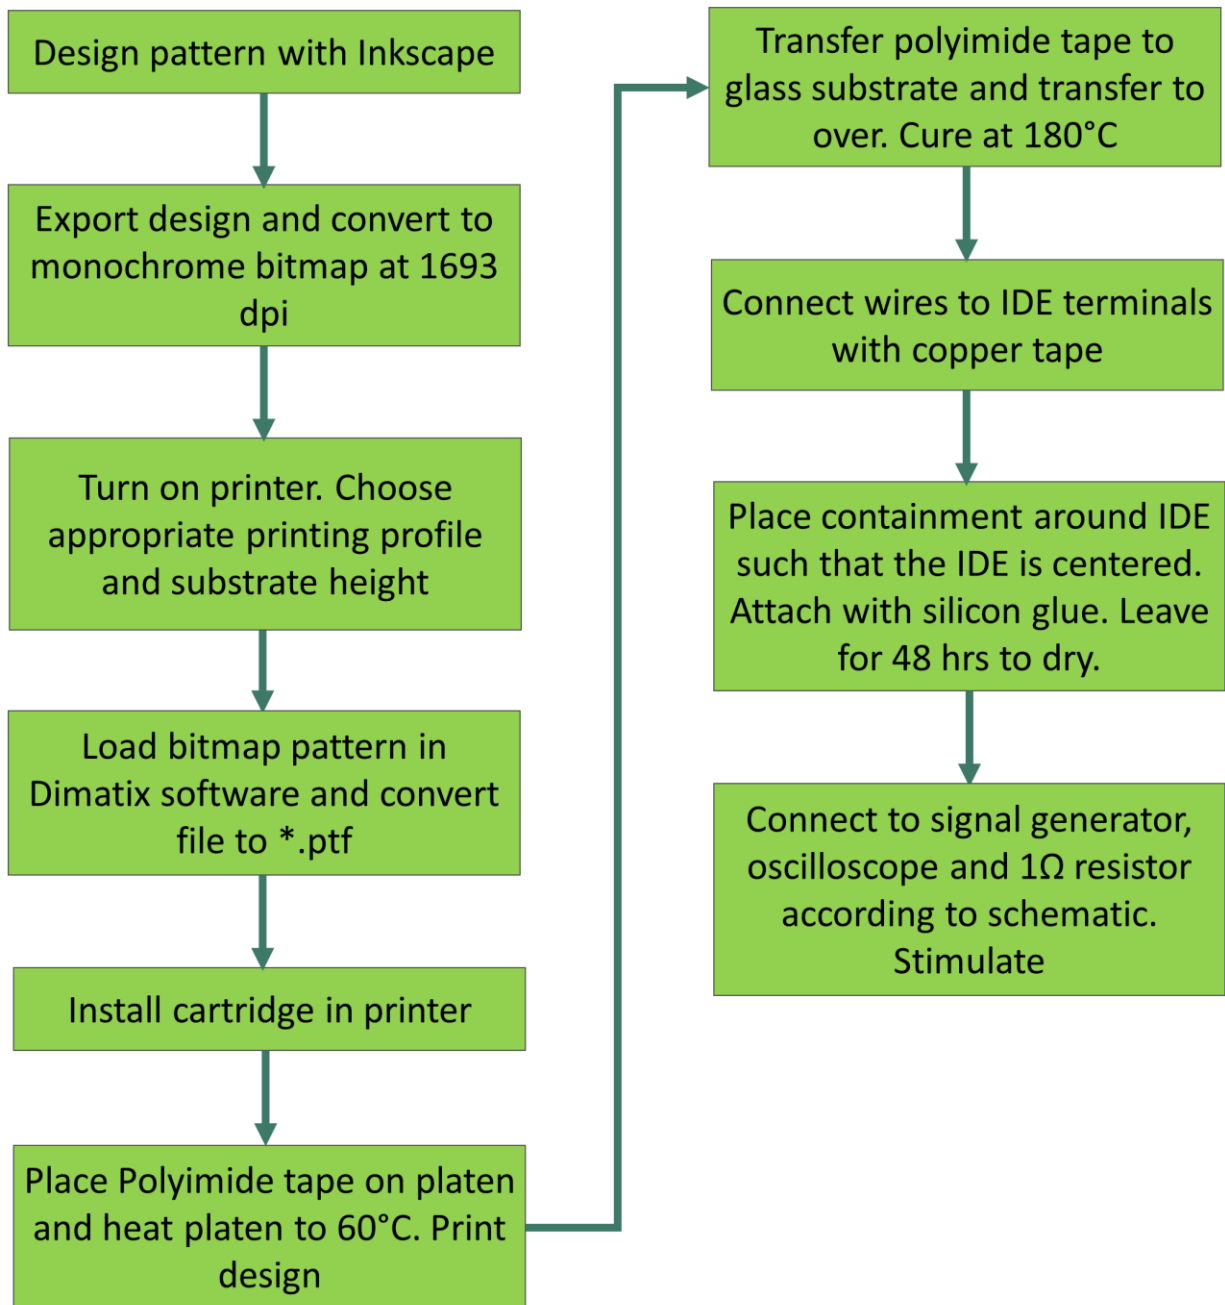 Design pattern with Inkscape
Export design and convert to
monochrome bitmap at 1693
dpi
Turn on printer. Choose
appropriate printing profile
and substrate height
Load bitmap pattern in
Dimatix software and convert
file to *.ptf
Install cartridge in printer
Place Polyimide tape on platen
and heat platen to 60°C. Print
design
Transfer polyimide tape to
glass substrate and transfer to
over. Cure at 180°C
Connect wires to IDE terminals
with copper tape
Place containment around IDE
such that the IDE is centered.
Attach with silicon glue. Leave
for 48 hrs to dry.
Connect to signal generator,
oscilloscope and 1Ω resistor
according to schematic.
Stimulate